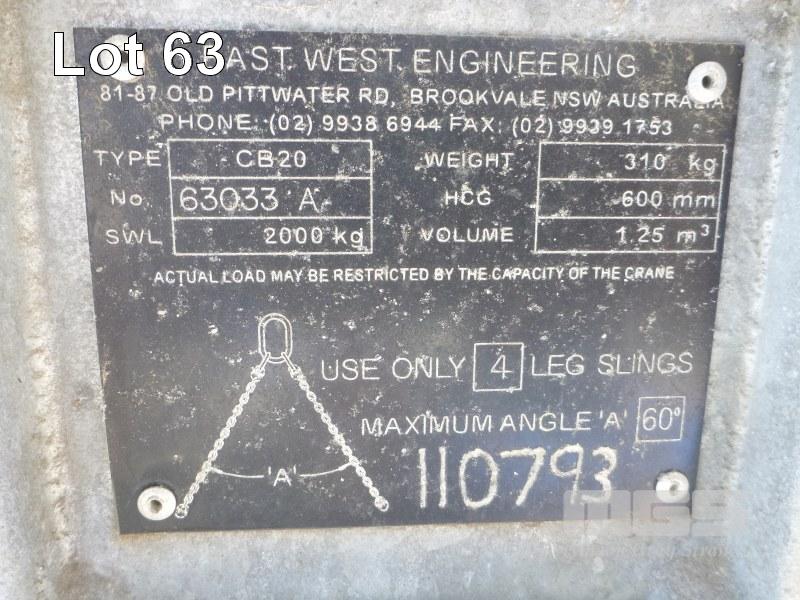 Lot 63
AST WEST ENGINEERING
81-87 OLD PITTWATER RD, BROOKVALE NSW AUSTRALIA
PHONE (02) 9938 6944 FAX: (02) 9939 1753
TYPE CB20 WEIGHT 310 kg
No 63033 A HCG 600 mm
SWL 2000 kg VOLUME 1.25 m³
ACTUAL LOAD MAY BE RESTRICTED BY THE CAPACITY OF THE CRANE
USE ONLY 4 LEG SLINGS
MAXIMUM ANGLE 'A' 60°
'A'
110793
MGS